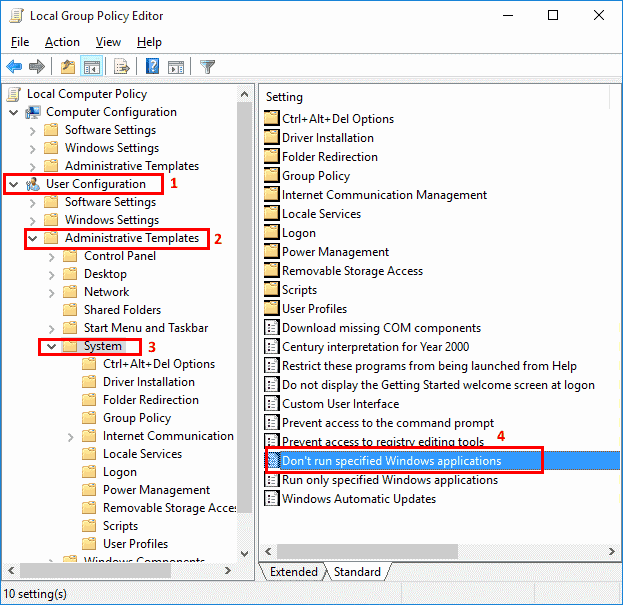 Local Group Policy Editor
File Action View Help
Local Computer Policy
Computer Configuration
Software Settings
Windows Settings
Administrative Templates
User Configuration 1
Software Settings
Windows Settings
Administrative Templates 2
Control Panel
Desktop
Network
Shared Folders
Start Menu and Taskbar
System 3
Ctrl+Alt+Del Options
Driver Installation
Folder Redirection
Group Policy
Internet Communication
Locale Services
Logon
Power Management
Removable Storage Acce
Scripts
User Profiles
Windows Components
Setting
Ctrl+Alt+Del Options
Driver Installation
Folder Redirection
Group Policy
Internet Communication Management
Locale Services
Logon
Power Management
Removable Storage Access
Scripts
User Profiles
Download missing COM components
Century interpretation for Year 2000
Restrict these programs from being launched from Help
Do not display the Getting Started welcome screen at logon
Custom User Interface
Prevent access to the command prompt
Prevent access to registry editing tools 4
Don't run specified Windows applications
Run only specified Windows applications
Windows Automatic Updates
Extended Standard
10 setting(s)